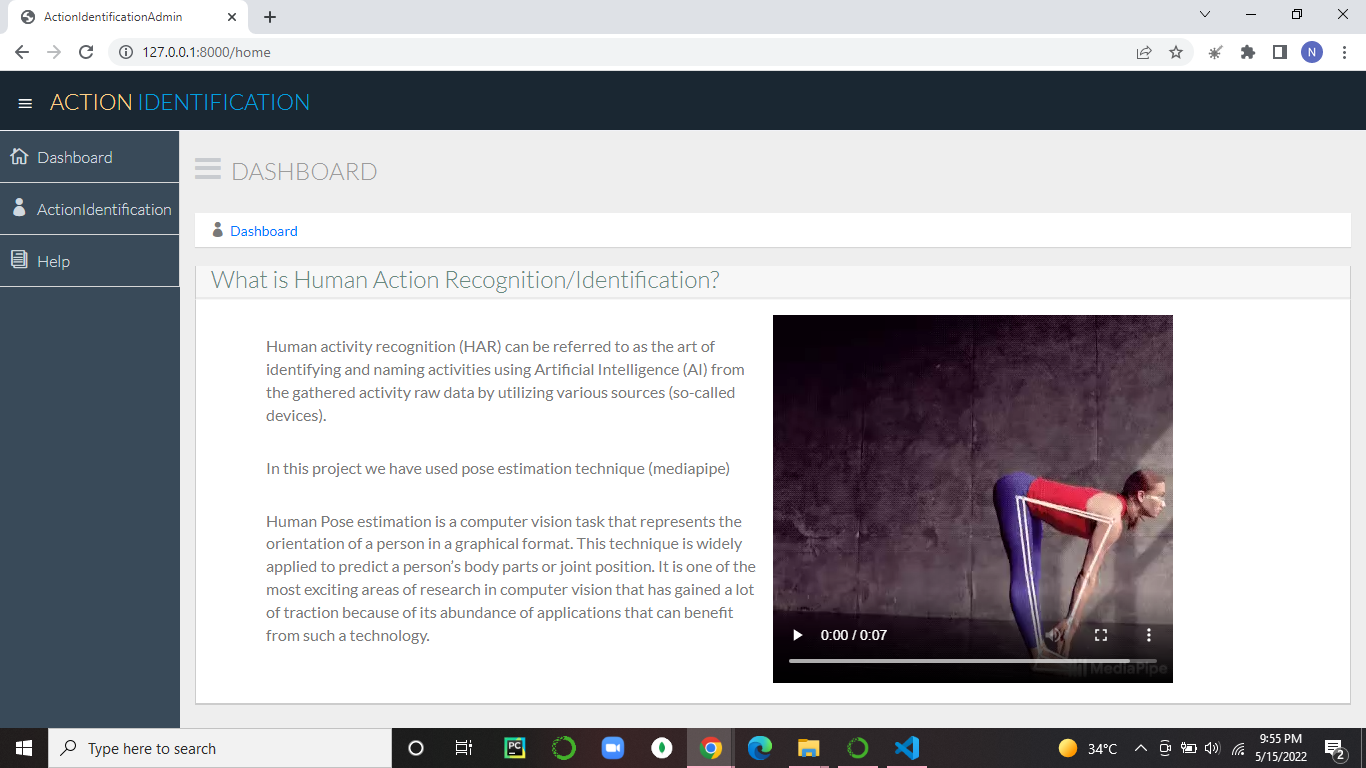 ActionIdentificationAdmin
127.0.0.1:8000/home
N
ACTION IDENTIFICATION
Dashboard
ActionIdentification
Help
DASHBOARD
Dashboard
What is Human Action Recognition/Identification?
Human activity recognition (HAR) can be referred to as the art of
identifying and naming activities using Artificial Intelligence (AI) from
the gathered activity raw data by utilizing various sources (so-called
devices).
In this project we have used pose estimation technique (mediapipe)
Human Pose estimation is a computer vision task that represents the
orientation of a person in a graphical format. This technique is widely
applied to predict a person’s body parts or joint position. It is one of the
most exciting areas of research in computer vision that has gained a lot
of traction because of its abundance of applications that can benefit
from such a technology.
0:00 / 0:07
MediaPipe
Type here to search
PC
34°C
9:55 PM
5/15/2022
2